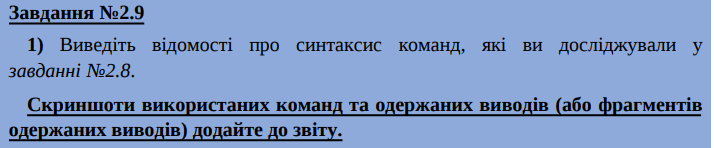 Завдання №2.9
1) Виведіть відомості про синтаксис команд, які ви досліджували у
завданні №2.8.
Скриншоти використаних команд та одержаних виводів (або фрагментів
одержаних виводів) додайте до звіту.